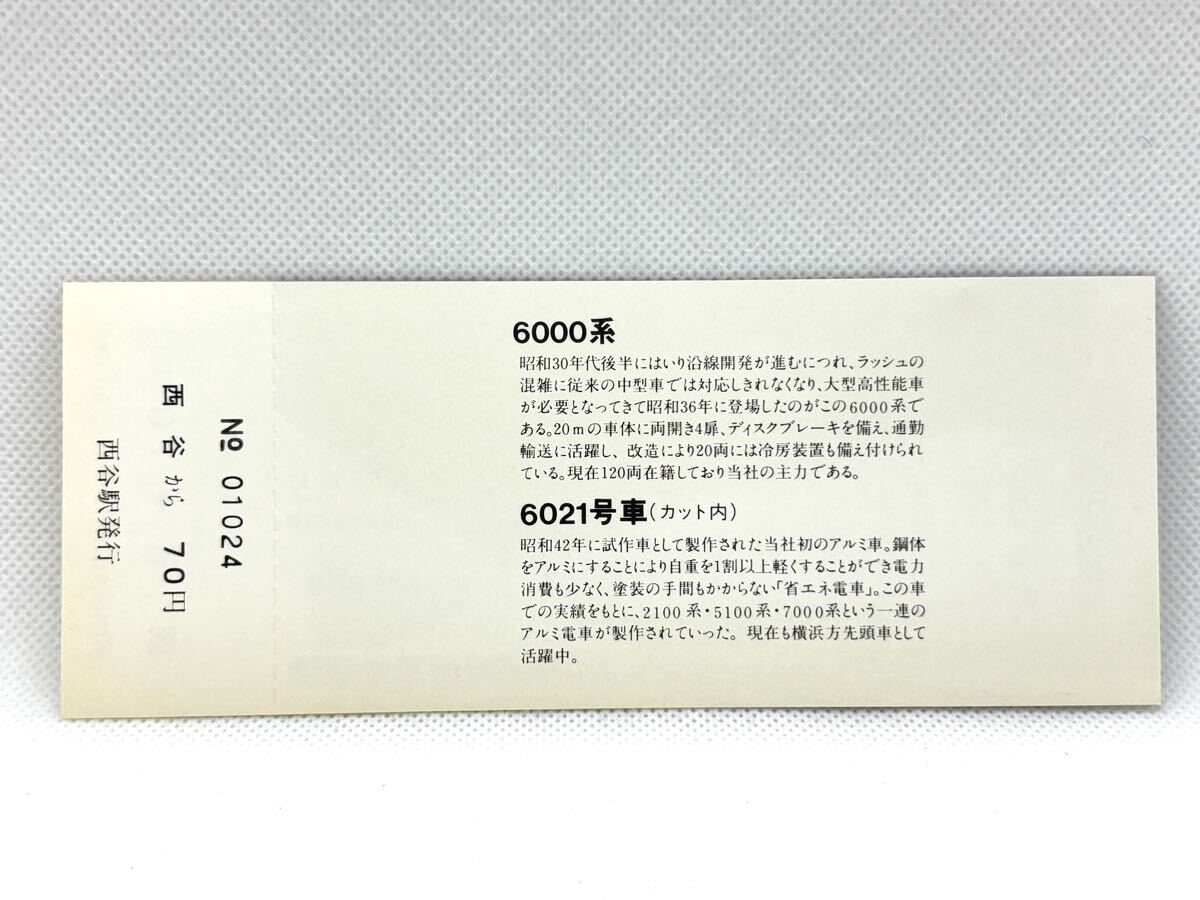 6000系
昭和30年代後半にはいり沿線開発が進むにつれ、ラッシュの
混雑に従来の中型車では対応しきれなくなり、大型高性能車
が必要となってきて昭和36年に登場したのがこの6000系で
ある。20mの車体に両開き4扉、ディスクブレーキを備え、通勤
輸送に活躍し、改造により20両には冷房装置も備え付けられ
ている。現在120両在籍しており当社の主力である。
6021号車(カット内)
昭和42年に試作車として製作された当社初のアルミ車。鋼体
をアルミにすることにより自重を1割以上軽くすることができ電力
消費も少なく、塗装の手間もかからない「省エネ電車」。この車
での実績をもとに、2100系・5100系・7000系という一連の
アルミ電車が製作されていった。現在も横浜方先頭車として
活躍中。
№ 01024
西谷から 70円
西谷駅発行